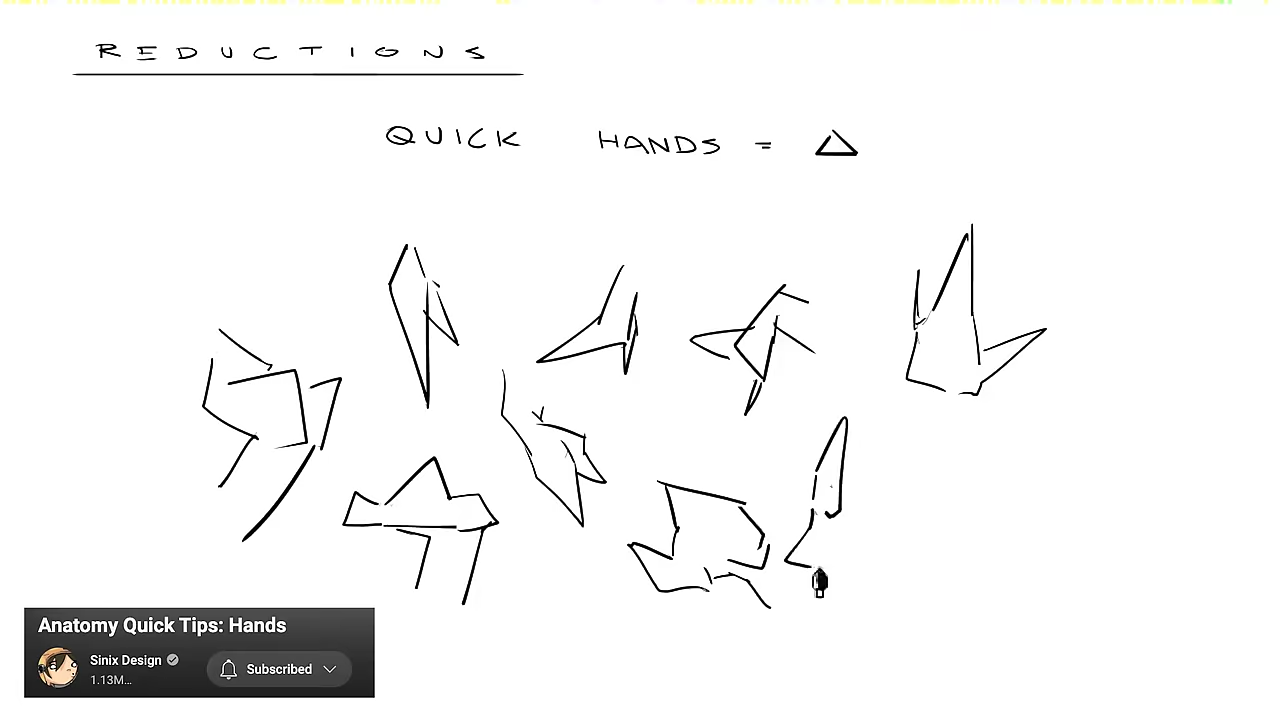 REDUCTIONS
QUICK HANDS = △
Anatomy Quick Tips: Hands
Sinix Design
1.13M...
Subscribed